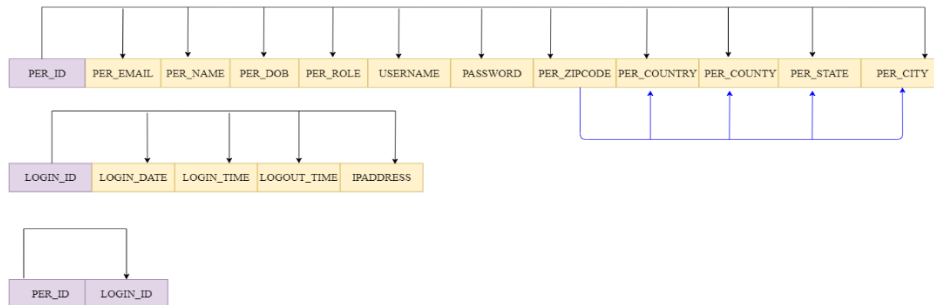 PER_ID PER_EMAIL PER_NAME PER_DOB PER_ROLE USERNAME PASSWORD PER_ZIPCODE PER_COUNTRY PER_COUNTY PER_STATE PER_CITY
LOGIN_ID LOGIN_DATE LOGIN_TIME LOGOUT_TIME IPADDRESS
PER_ID LOGIN_ID